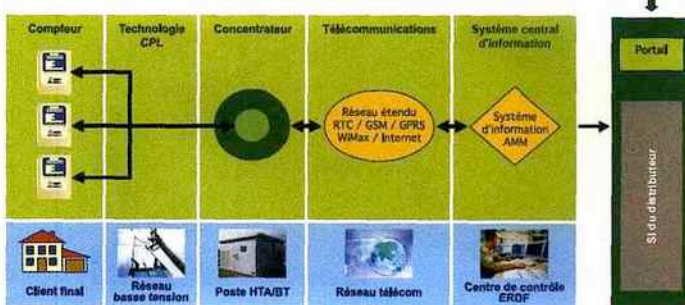 Compteur
Technologie
CPL
Concentrateur
Télécommunications
Système central
d'information
Portail
Réseau étendu
RTC / GSM / GPRS
WiMax / Internet
Système
d'information
AMM
SI du distributeur
Client final
Réseau
basse tension
Poste HTA/BT
Réseau télécom
Centre de contrôle
ERDF